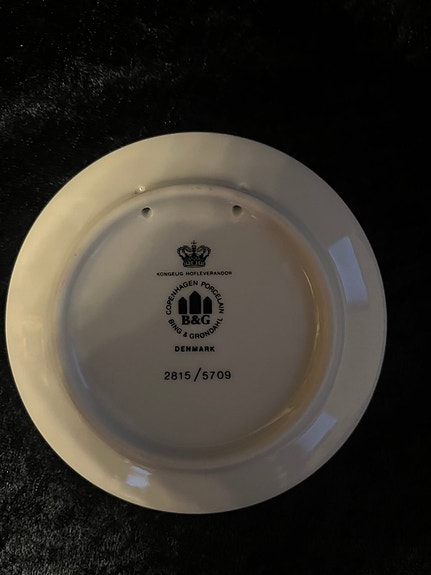 KONGELIG HOFLEVERANDØR
COPENHAGEN PORCELAIN
B&G
BING & GRØNDAHL
DENMARK
2815/5709